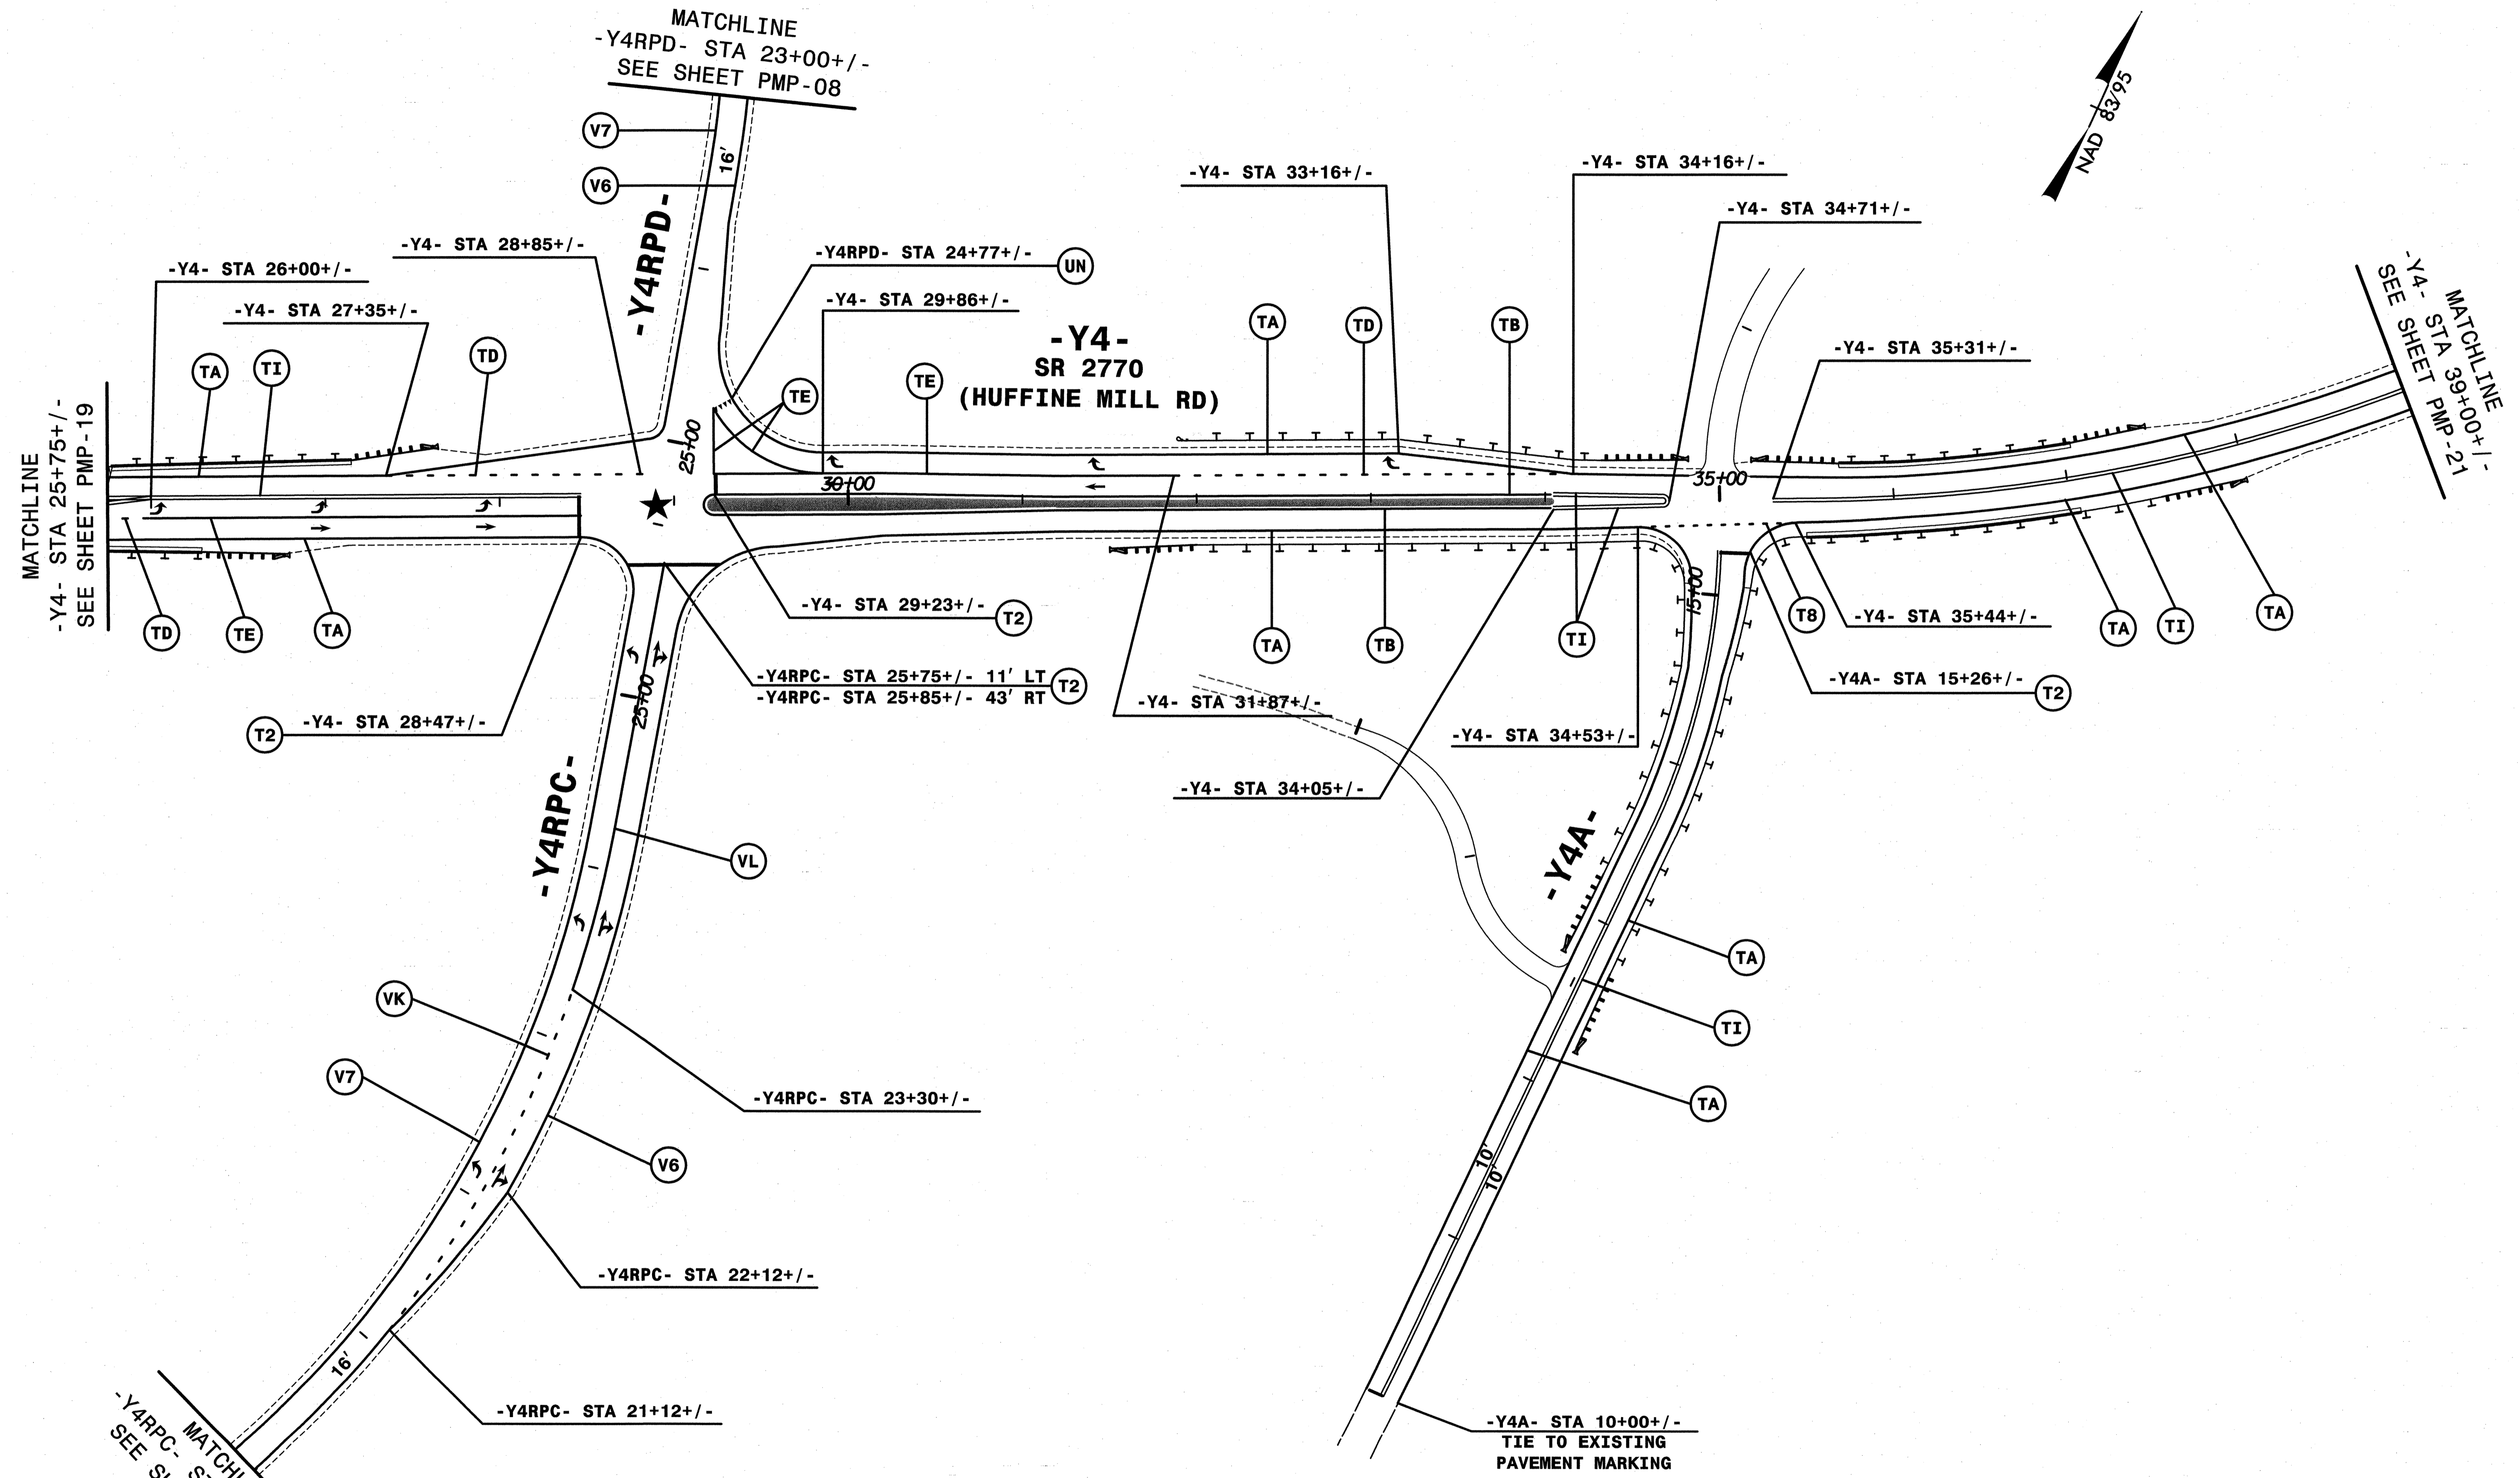 MATCHLINE
-Y4RPD- STA 23+00+/-
SEE SHEET PMP-08
V7
V6
16'
-Y4RPD-
NAD 83/95
-Y4- STA 33+16+/-
-Y4- STA 34+16+/-
-Y4- STA 34+71+/-
-Y4- STA 28+85+/-
-Y4- STA 26+00+/-
-Y4- STA 27+35+/-
-Y4RPD- STA 24+77+/-
UN
-Y4- STA 29+86+/-
-Y4-
SR 2770
(HUFFINE MILL RD)
TA
TD
TB
-Y4- STA 35+31+/-
MATCHLINE
-Y4- STA 39+00+/-
SEE SHEET PMP-21
TA
TI
TD
TE
TE
25+00
30+00
35+00
MATCHLINE
-Y4- STA 25+75+/-
SEE SHEET PMP-19
TD
TE
TA
-Y4- STA 29+23+/-
T2
TA
TB
TI
15+00
T8
-Y4- STA 35+44+/-
TA
TI
TA
-Y4RPC- STA 25+75+/- 11' LT
-Y4RPC- STA 25+85+/- 43' RT
T2
-Y4A- STA 15+26+/-
T2
T2
-Y4- STA 28+47+/-
25+00
-Y4- STA 31+87+/-
-Y4- STA 34+53+/-
-Y4- STA 34+05+/-
-Y4RPC-
VL
-Y4A-
TA
VK
TI
V7
-Y4RPC- STA 23+30+/-
TA
V6
10'
10'
-Y4RPC- STA 22+12+/-
16'
-Y4RPC- STA 21+12+/-
-Y4A- STA 10+00+/-
TIE TO EXISTING
PAVEMENT MARKING
-Y4RPC-